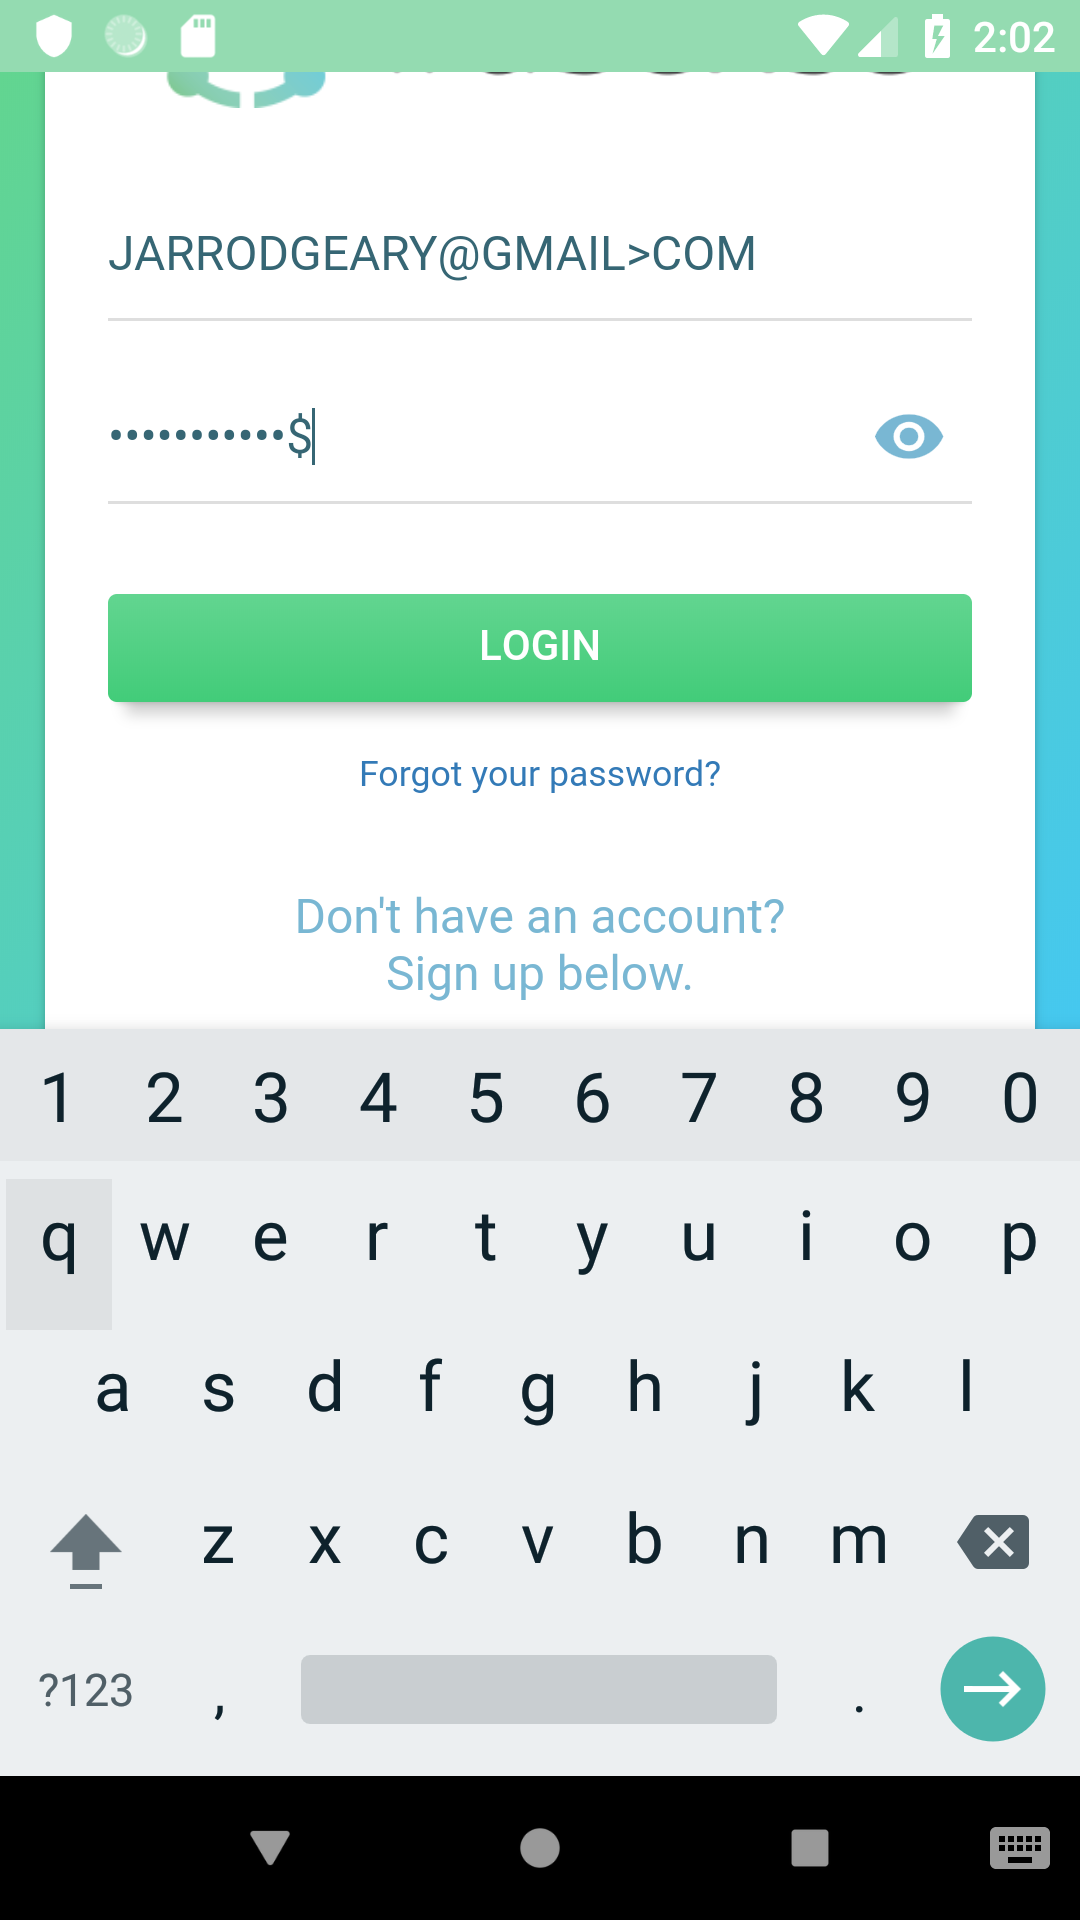 2:02
JARRODGEARY@GMAIL>COM
•••••••••••$
LOGIN
Forgot your password?
Don't have an account?
Sign up below.
1 2 3 4 5 6 7 8 9 0
q w e r t y u i o p
a s d f g h j k l
z x c v b n m
?123 , .